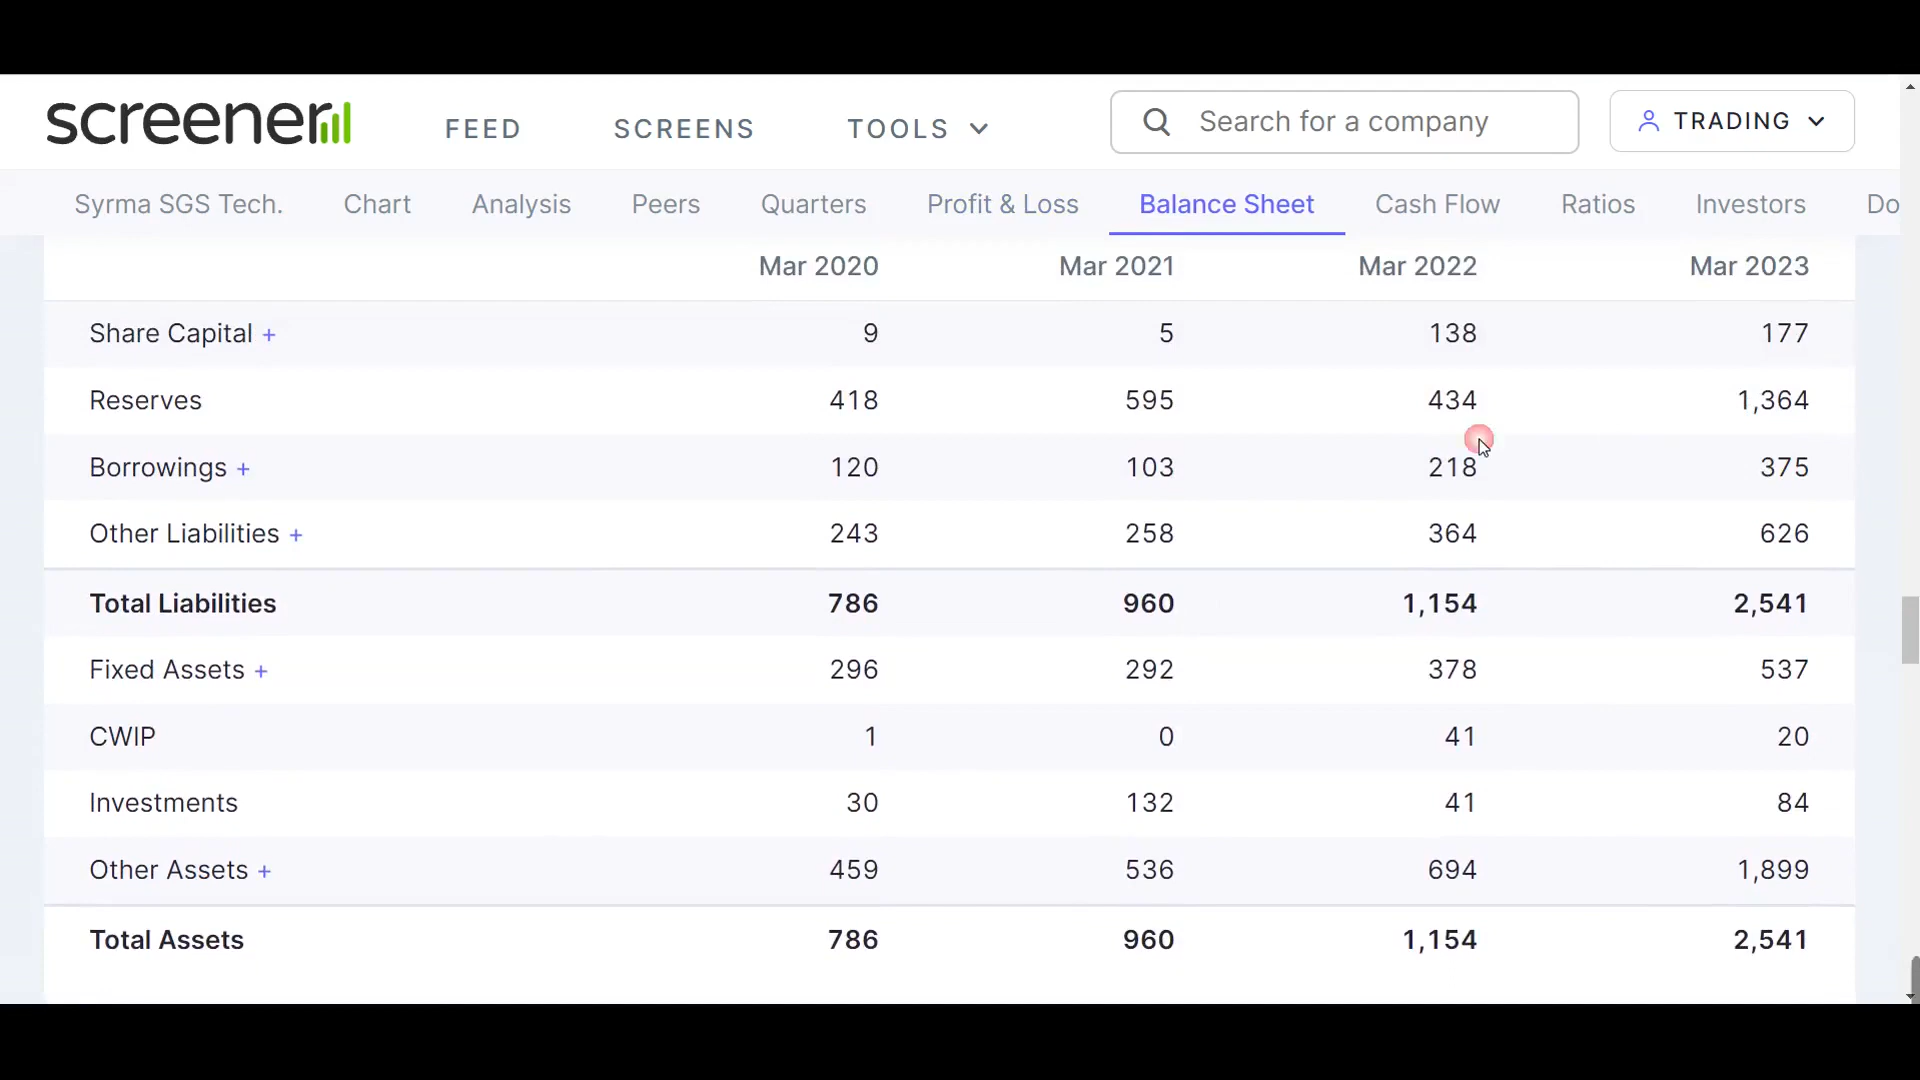 screener FEED SCREENS TOOLS Search for a company TRADING
Syrma SGS Tech. Chart Analysis Peers Quarters Profit & Loss Balance Sheet Cash Flow Ratios Investors Do
Mar 2020 Mar 2021 Mar 2022 Mar 2023
Share Capital + 9 5 138 177
Reserves 418 595 434 1,364
Borrowings + 120 103 218 375
Other Liabilities + 243 258 364 626
Total Liabilities 786 960 1,154 2,541
Fixed Assets + 296 292 378 537
CWIP 1 0 41 20
Investments 30 132 41 84
Other Assets + 459 536 694 1,899
Total Assets 786 960 1,154 2,541